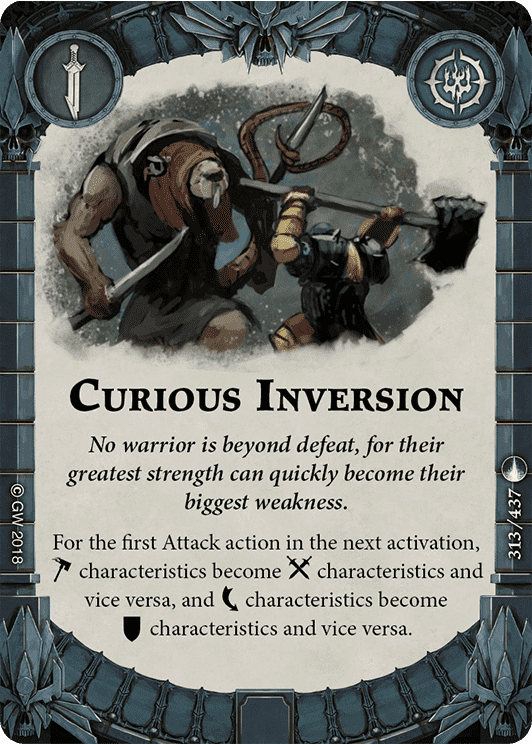 CURIOUS INVERSION
No warrior is beyond defeat, for their
greatest strength can quickly become their
biggest weakness.
For the first Attack action in the next activation,
characteristics become characteristics and
vice versa, and characteristics become
characteristics and vice versa.
© GW 2018
313/437